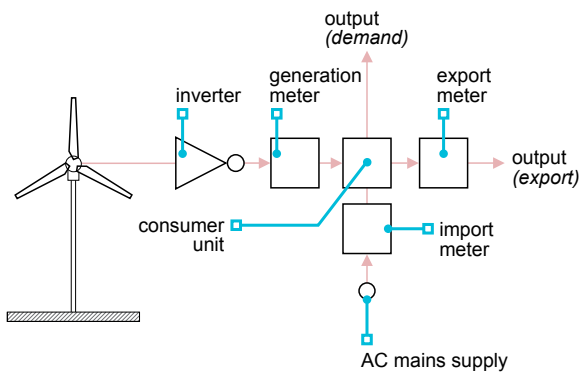 output
(demand)
inverter
generation
meter
export
meter
output
(export)
consumer
unit
import
meter
AC mains supply